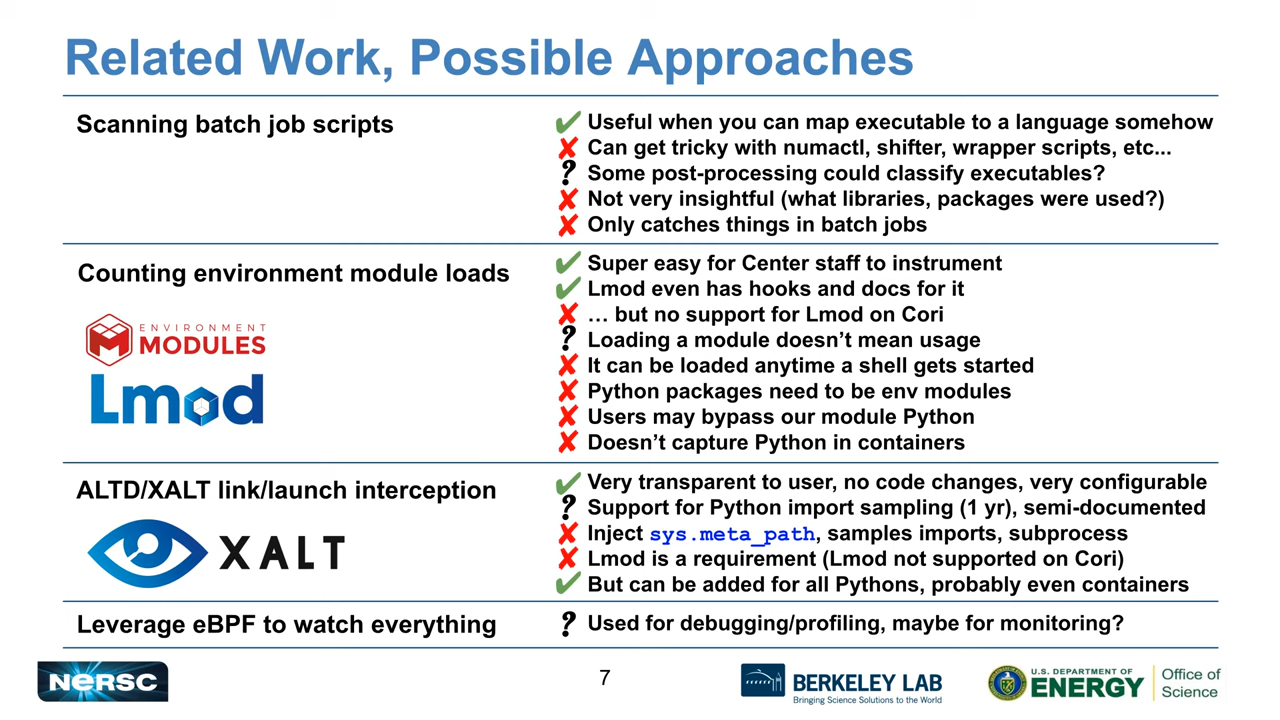 Related Work, Possible Approaches
Scanning batch job scripts
✔ Useful when you can map executable to a language somehow
✘ Can get tricky with numactl, shifter, wrapper scripts, etc...
? Some post-processing could classify executables?
✘ Not very insightful (what libraries, packages were used?)
✘ Only catches things in batch jobs
Counting environment module loads
ENVIRONMENT
MODULES
Lmod
✔ Super easy for Center staff to instrument
✔ Lmod even has hooks and docs for it
✘ … but no support for Lmod on Cori
? Loading a module doesn’t mean usage
✘ It can be loaded anytime a shell gets started
✘ Python packages need to be env modules
✘ Users may bypass our module Python
✘ Doesn’t capture Python in containers
ALTD/XALT link/launch interception
XALT
✔ Very transparent to user, no code changes, very configurable
? Support for Python import sampling (1 yr), semi-documented
✘ Inject sys.meta_path, samples imports, subprocess
✘ Lmod is a requirement (Lmod not supported on Cori)
✔ But can be added for all Pythons, probably even containers
Leverage eBPF to watch everything
? Used for debugging/profiling, maybe for monitoring?
NERSC
7
BERKELEY LAB
Bringing Science Solutions to the World
U.S. DEPARTMENT OF
ENERGY
Office of
Science